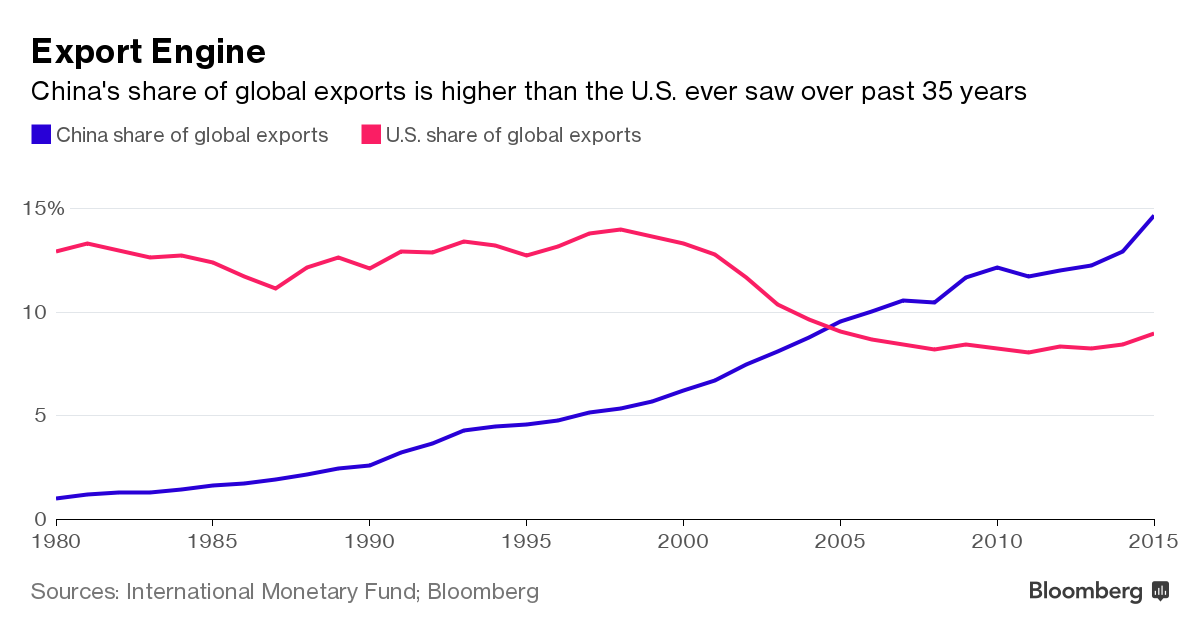 Export Engine
China's share of global exports is higher than the U.S. ever saw over past 35 years
China share of global exports U.S. share of global exports
15%
10
5
0
1980 1985 1990 1995 2000 2005 2010 2015
Sources: International Monetary Fund; Bloomberg
Bloomberg